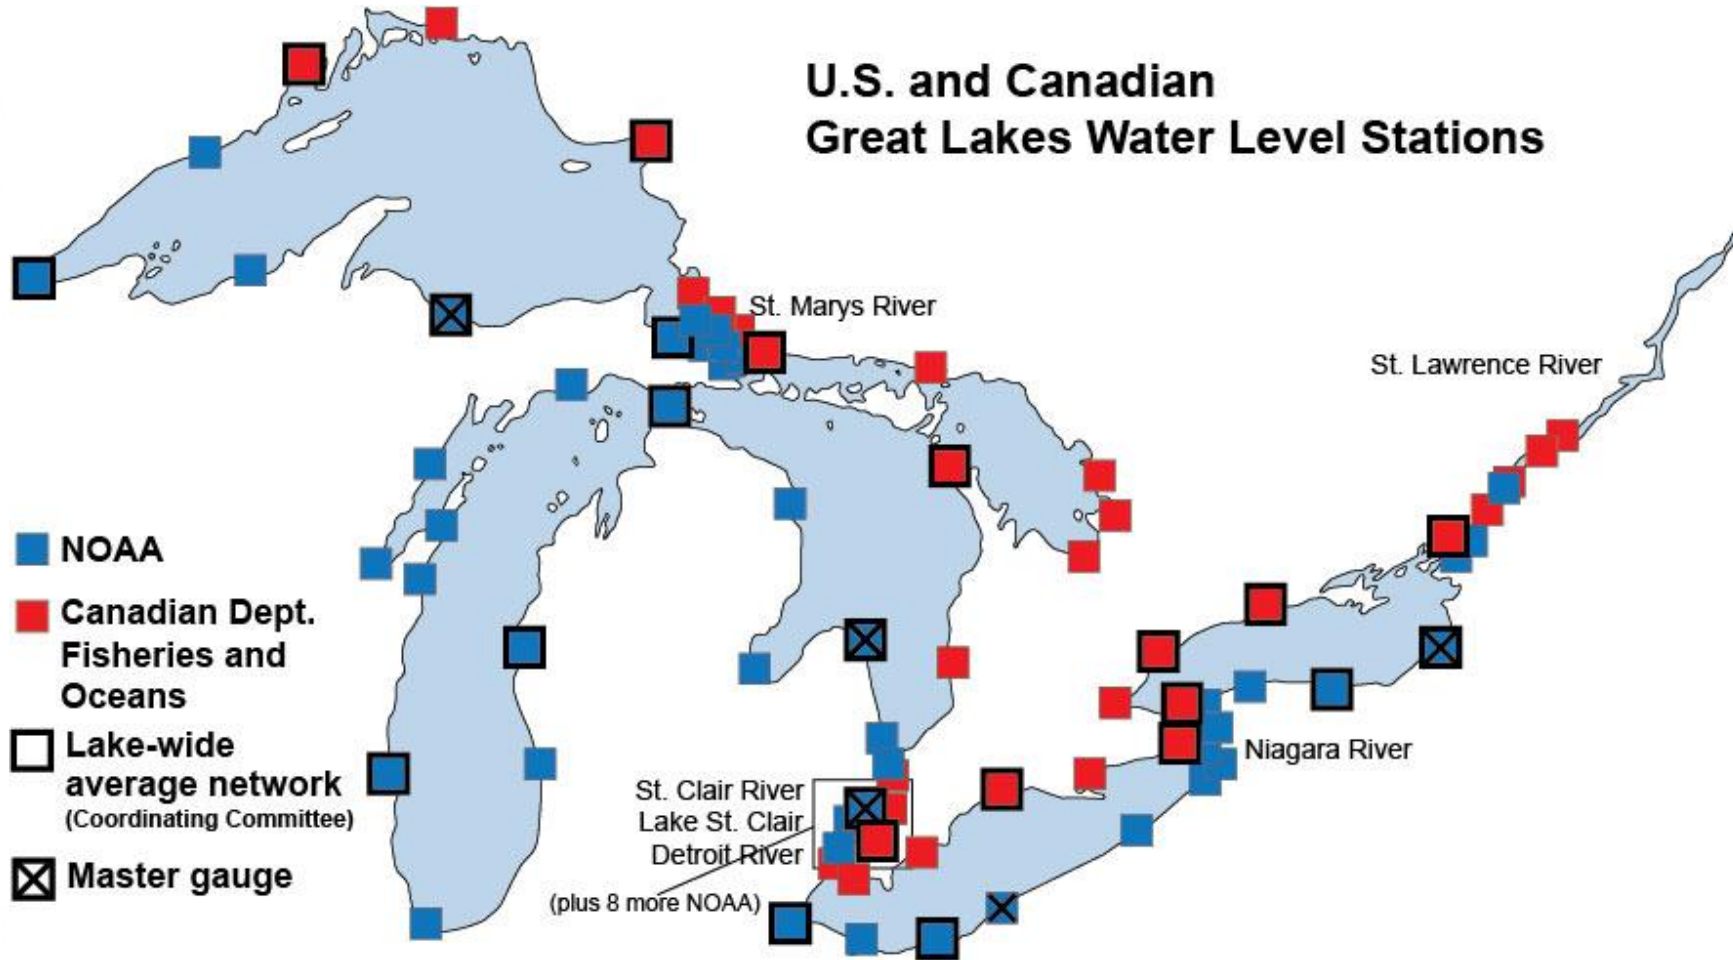 U.S. and Canadian
Great Lakes Water Level Stations
St. Marys River
St. Lawrence River
NOAA
Canadian Dept.
Fisheries and
Oceans
Lake-wide
average network
(Coordinating Committee)
Master gauge
Niagara River
St. Clair River
Lake St. Clair
Detroit River
(plus 8 more NOAA)